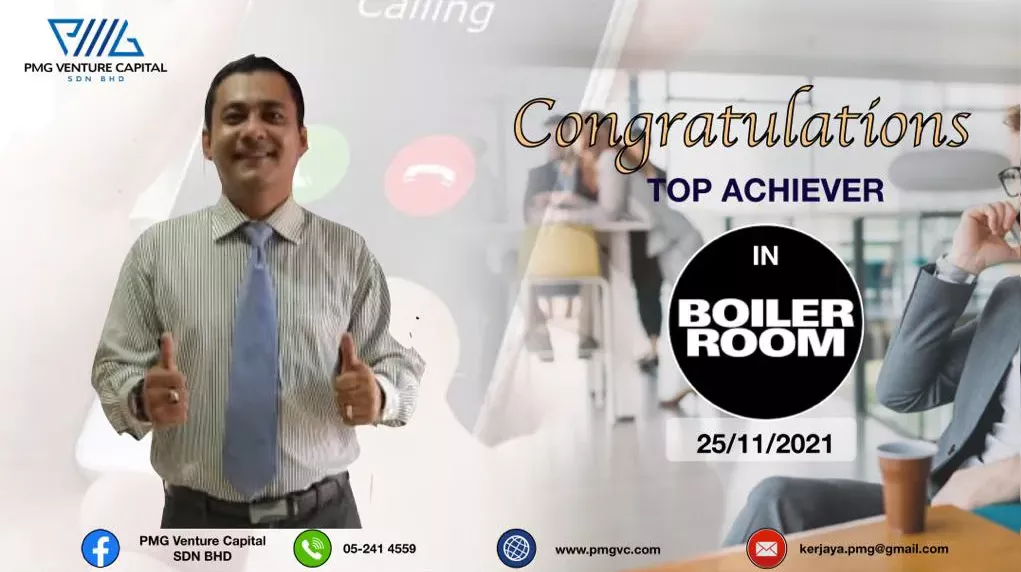 Calling
PMG
PMG VENTURE CAPITAL
SDN BHD
Congratulations
TOP ACHIEVER
IN
BOILER
ROOM
25/11/2021
PMG Venture Capital
SDN BHD
05-241 4559
www.pmgvc.com
kerjaya.pmg@gmail.com